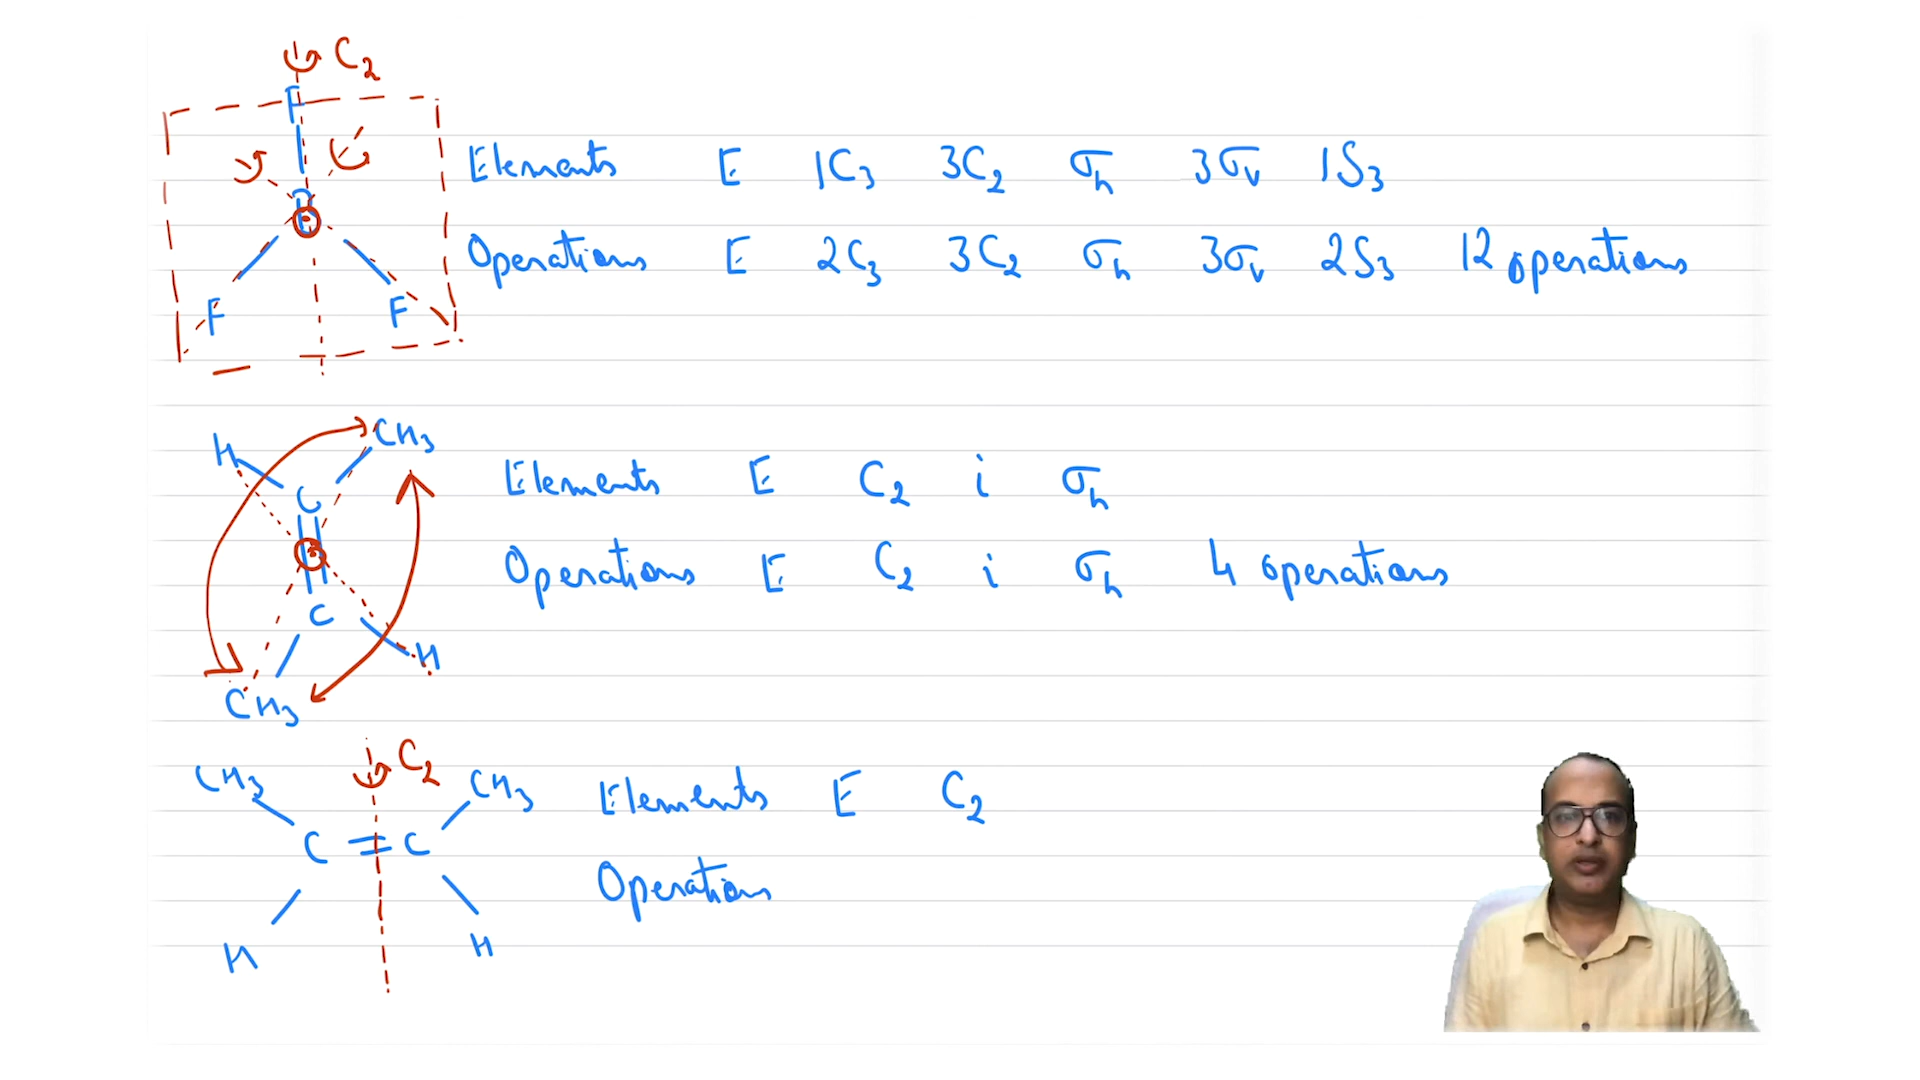 C₂
F
B
F F
Elements E 1C₃ 3C₂ σₕ 3σᵥ 1S₃
Operations E 2C₃ 3C₂ σₕ 3σᵥ 2S₃ 12 operations
H CH₃
C
C
H
CH₃
Elements E C₂ i σₕ
Operations E C₂ i σₕ 4 operations
C₂
CH₃ CH₃
C = C
H H
Elements E C₂
Operations